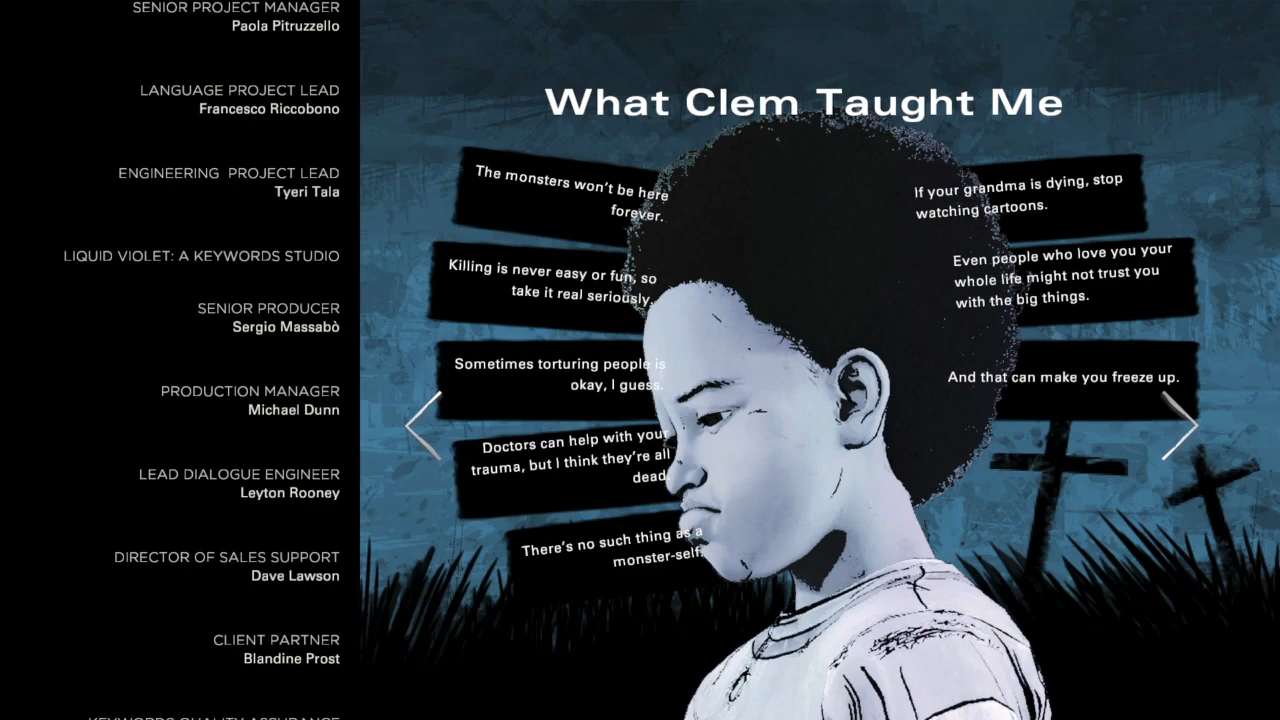 SENIOR PROJECT MANAGER
Paola Pitruzzello
LANGUAGE PROJECT LEAD
Francesco Riccobono
ENGINEERING PROJECT LEAD
Tyeri Tala
LIQUID VIOLET: A KEYWORDS STUDIO
SENIOR PRODUCER
Sergio Massabò
PRODUCTION MANAGER
Michael Dunn
LEAD DIALOGUE ENGINEER
Leyton Rooney
DIRECTOR OF SALES SUPPORT
Dave Lawson
CLIENT PARTNER
Blandine Prost
KEYWORDS QUALITY ASSURANCE
What Clem Taught Me
The monsters won't be here
forever.
Killing is never easy or fun, so
take it real seriously.
Sometimes torturing people is
okay, I guess.
Doctors can help with your
trauma, but I think they're all
dead.
There's no such thing as a
monster-self.
If your grandma is dying, stop
watching cartoons.
Even people who love you your
whole life might not trust you
with the big things.
And that can make you freeze up.